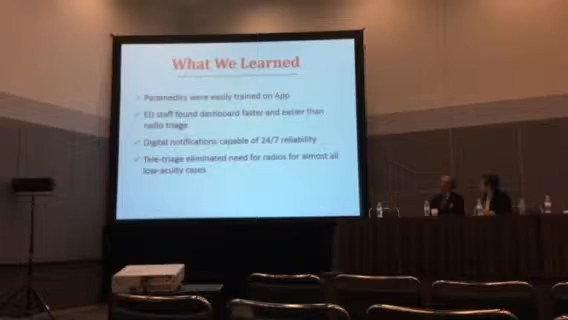 What We Learned
✓ Paramedics were easily trained on App
✓ ED staff found dashboard faster and easier than
radio triage
✓ Digital notifications capable of 24/7 reliability
✓ Tele-triage eliminated need for radios for almost all
low-acuity cases